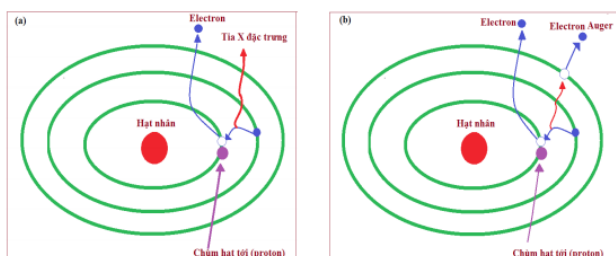 (a)
Electron
Tia X đặc trưng
Hạt nhân
Chùm hạt tới (proton)
(b)
Electron
Electron Auger
Hạt nhân
Chùm hạt tới (proton)